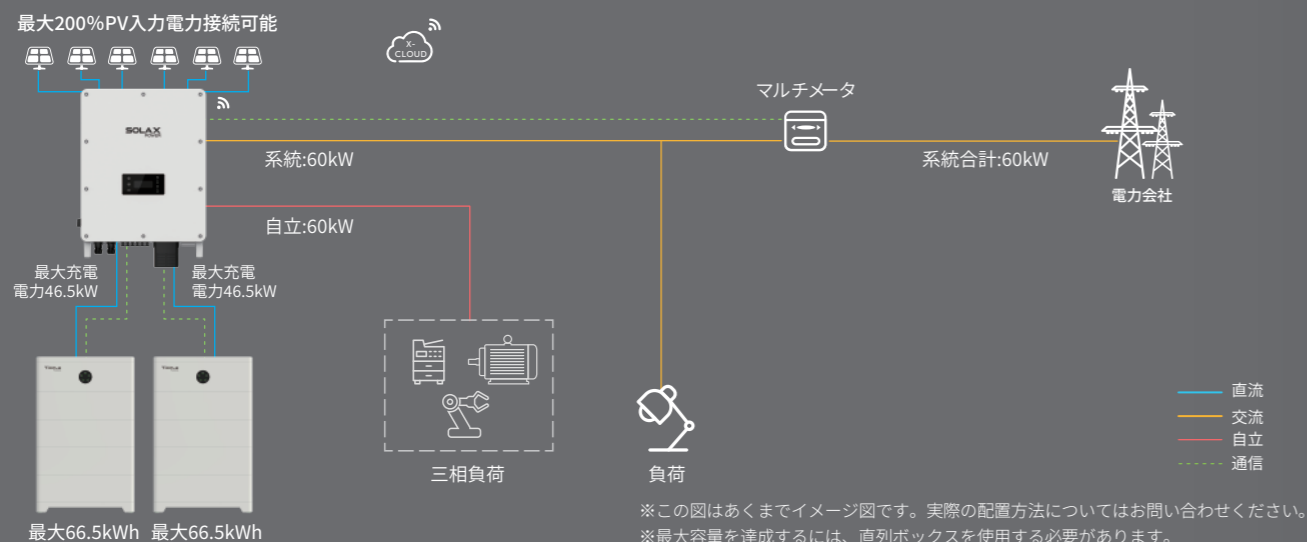 最大200%PV入力電力接続可能
X-
CLOUD
マルチメータ
SOLAX
POWER
系統:60kW
系統合計:60kW
電力会社
自立:60kW
最大充電
電力46.5kW
最大充電
電力46.5kW
三相負荷
負荷
直流
交流
自立
通信
最大66.5kWh
最大66.5kWh
※この図はあくまでイメージ図です。実際の配置方法についてはお問い合わせください。
※最大容量を達成するには、直列ボックスを使用する必要があります。